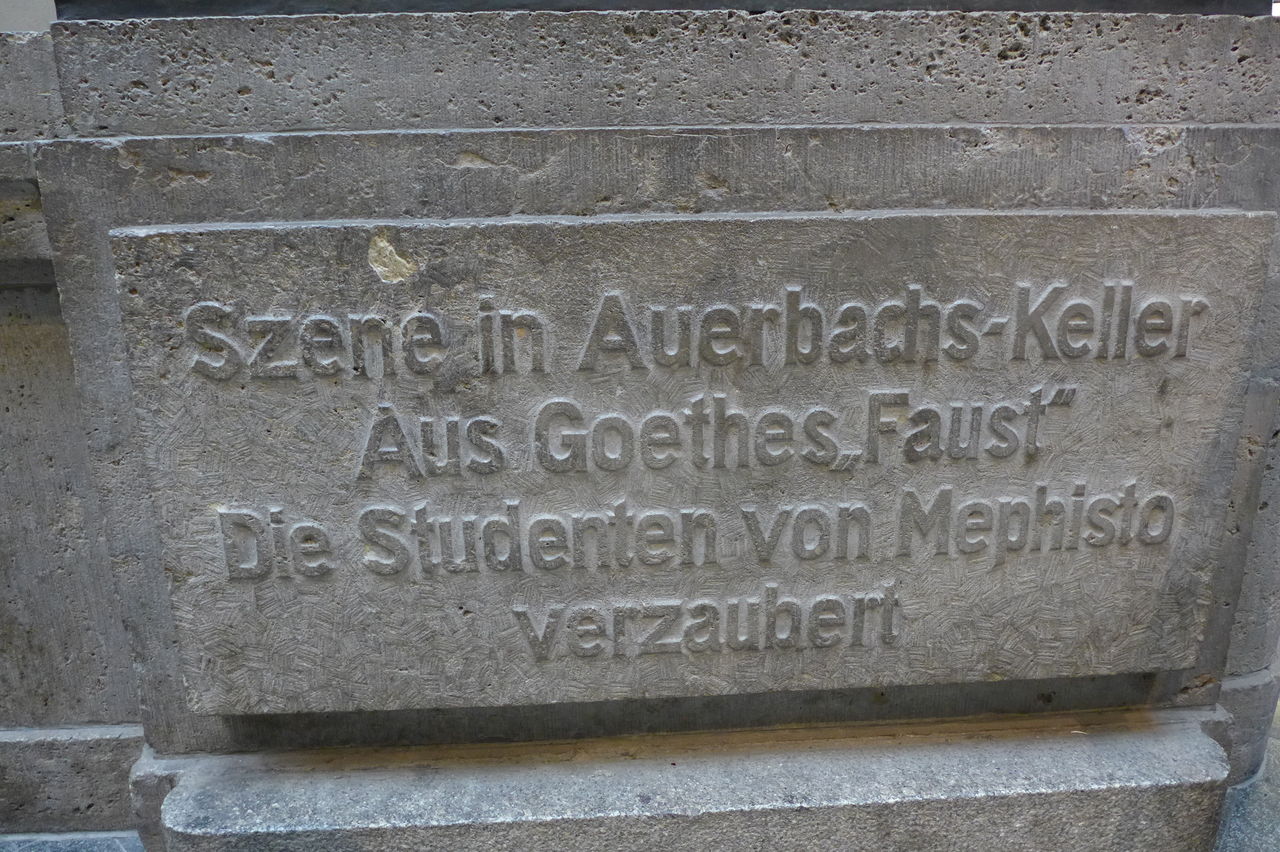 Szene in Auerbachs-Keller
Aus Goethes „Faust“
Die Studenten von Mephisto
verzaubert